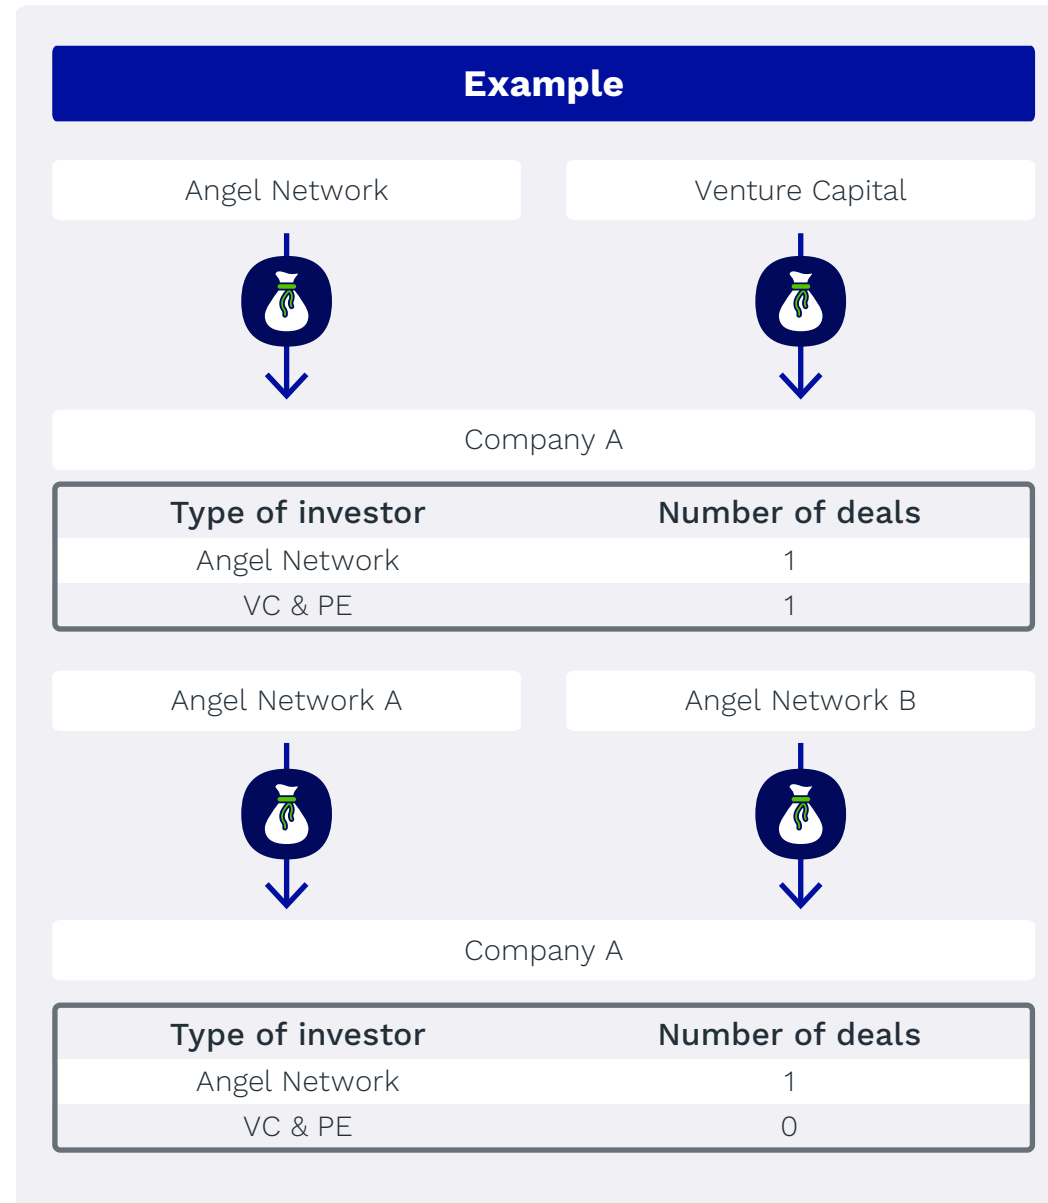 Example
Angel Network
Venture Capital
Company A
Type of investor Number of deals
Angel Network 1
VC & PE 1
Angel Network A
Angel Network B
Company A
Type of investor Number of deals
Angel Network 1
VC & PE 0